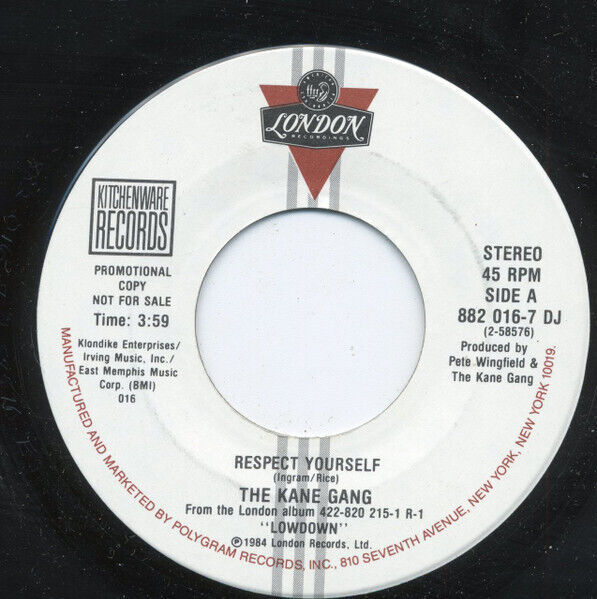 LONDON
RECORDINGS
KITCHENWARE
RECORDS
PROMOTIONAL
COPY
NOT FOR SALE
Time: 3:59
Klondike Enterprises/
Irving Music, Inc./
East Memphis Music
Corp. (BMI)
016
STEREO
45 RPM
SIDE A
882 016-7 DJ
(2-58576)
Produced by
Pete Wingfield &
The Kane Gang
RESPECT YOURSELF
(Ingram/Rice)
THE KANE GANG
From the London album 422-820 215-1 R-1
"LOWDOWN"
℗1984 London Records, Ltd.
MANUFACTURED AND MARKETED BY POLYGRAM RECORDS, INC., 810 SEVENTH AVENUE, NEW YORK, NEW YORK 10019.